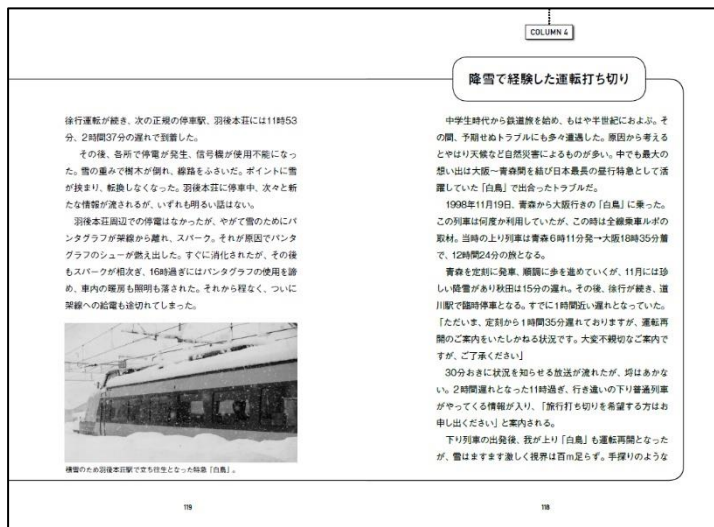 COLUMN 4
降雪で経験した運転打ち切り
中学生時代から鉄道旅を始め、もはや半世紀におよぶ。そ
の間、予期せぬトラブルにも多々遭遇した。原因から考える
とやはり天候など自然災害によるものが多い。中でも最大の
想い出は大阪〜青森間を結び日本最長の昼行特急として活
躍していた「白鳥」で出合ったトラブルだ。
1998年11月19日、青森から大阪行きの「白鳥」に乗った。
この列車は何度か利用していたが、この時は全線乗車ルポの
取材。当時の上り列車は青森6時11分発→大阪18時35分着
で、12時間24分の旅となる。
青森を定刻に発車、順調に歩を進めていくが、11月には珍
しい降雪があり秋田は15分の遅れ。その後、徐行が続き、道
川駅で臨時停車となる。すでに1時間近い遅れとなっていた。
「ただいま、定刻から1時間35分遅れておりますが、運転再
開のご案内をいたしかねる状況です。大変不親切なご案内で
すが、ご了承ください」
30分おきに状況を知らせる放送が流れたが、埒はあかな
い。2時間遅れとなった11時過ぎ、行き違いの下り普通列車
がやってくる情報が入り、「旅行打ち切りを希望する方はお
申し出ください」と案内される。
下り列車の出発後、我が上り「白鳥」も運転再開となった
が、雪はますます激しく視界は百m足らず。手探りのような
118
徐行運転が続き、次の正規の停車駅、羽後本荘には11時53
分、2時間37分の遅れで到着した。
その後、各所で停電が発生、信号機が使用不能になっ
た。雪の重みで樹木が倒れ、線路をふさいだ。ポイントに雪
が挟まり、転換しなくなった。羽後本荘に停車中、次々と新
たな情報が流されるが、いずれも明るい話はない。
羽後本荘周辺での停電はなかったが、やがて雪のためにパ
ンタグラフが架線から離れ、スパーク。それが原因でパンタ
グラフのシューが燃え出した。すぐに消化されたが、その後
もスパークが相次ぎ、16時過ぎにはパンタグラフの使用を諦
め、車内の暖房も照明も落された。それから程なく、ついに
架線への給電も途切れてしまった。
積雪のため羽後本荘駅で立ち往生となった特急「白鳥」。
119